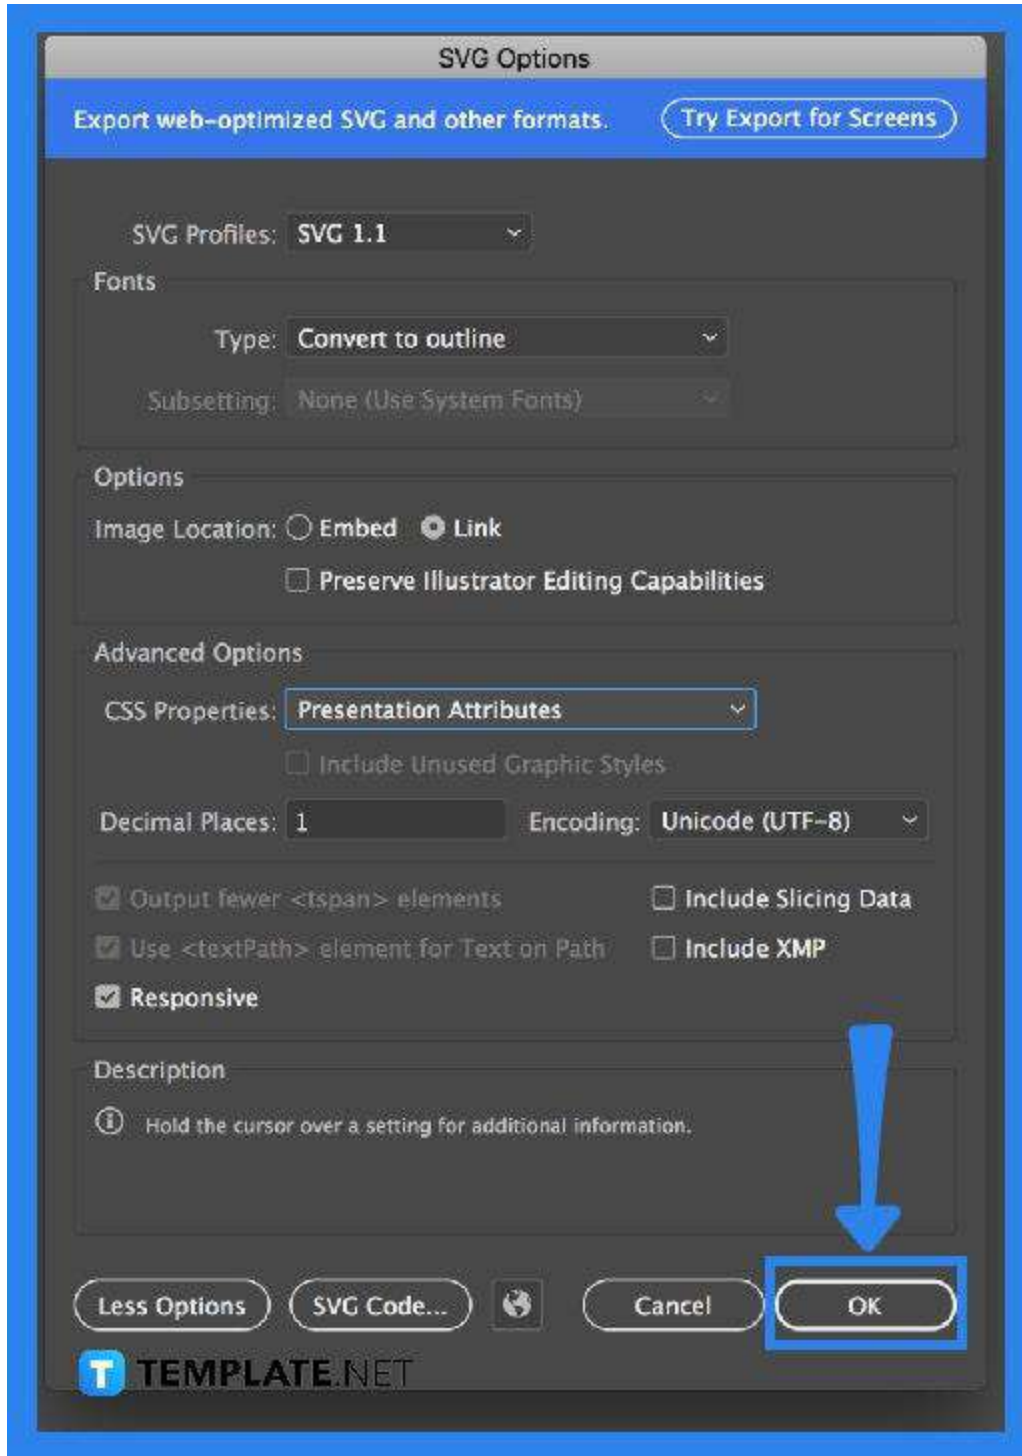 SVG Options
Export web-optimized SVG and other formats. Try Export for Screens
SVG Profiles: SVG 1.1
Fonts
Type: Convert to outline
Subsetting: None (Use System Fonts)
Options
Image Location: Embed Link
Preserve Illustrator Editing Capabilities
Advanced Options
CSS Properties: Presentation Attributes
Include Unused Graphic Styles
Decimal Places: 1 Encoding: Unicode (UTF-8)
Output fewer <tspan> elements Include Slicing Data
Use <textPath> element for Text on Path Include XMP
Responsive
Description
Hold the cursor over a setting for additional information.
Less Options SVG Code... Cancel OK
T TEMPLATE.NET